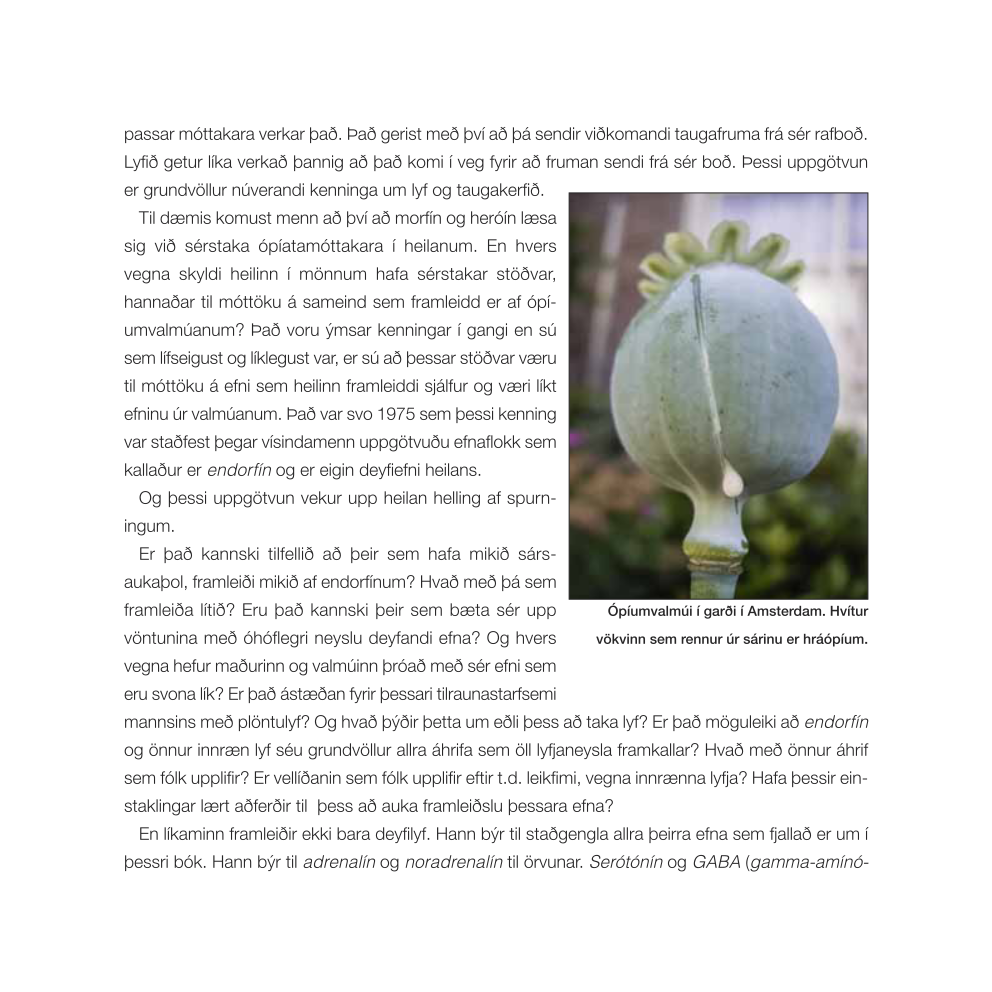 passar móttakara verkar það. Það gerist með því að þá sendir viðkomandi taugafruma frá sér rafboð.
Lyfið getur líka verkað þannig að það komi í veg fyrir að fruman sendi frá sér boð. Þessi uppgötvun
er grundvöllur núverandi kenninga um lyf og taugakerfið.
Til dæmis komust menn að því að morfín og heróín læsa
sig við sérstaka ópíatamóttakara í heilanum. En hvers
vegna skyldi heilinn í mönnum hafa sérstakar stöðvar,
hannaðar til móttöku á sameind sem framleidd er af ópí-
umvalmúanum? Það voru ýmsar kenningar í gangi en sú
sem lífseigust og líklegust var, er sú að þessar stöðvar væru
til móttöku á efni sem heilinn framleiddi sjálfur og væri líkt
efninu úr valmúanum. Það var svo 1975 sem þessi kenning
var staðfest þegar vísindamenn uppgötvuðu efnaflokk sem
kallaður er endorfín og er eigin deyfiefni heilans.
Og þessi uppgötvun vekur upp heilan helling af spurn-
ingum.
Er það kannski tilfellið að þeir sem hafa mikið sárs-
aukaþol, framleiði mikið af endorfínum? Hvað með þá sem
framleiða lítið? Eru það kannski þeir sem bæta sér upp
vöntunina með óhóflegri neyslu deyfandi efna? Og hvers
vegna hefur maðurinn og valmúinn þróað með sér efni sem
eru svona lík? Er það ástæðan fyrir þessari tilraunastarfsemi
mannsins með plöntulyf? Og hvað þýðir þetta um eðli þess að taka lyf? Er það möguleiki að endorfín
og önnur innræn lyf séu grundvöllur allra áhrifa sem öll lyfjaneysla framkallar? Hvað með önnur áhrif
sem fólk upplifir? Er vellíðanin sem fólk upplifir eftir t.d. leikfimi, vegna innrænna lyfja? Hafa þessir ein-
staklingar lært aðferðir til  þess að auka framleiðslu þessara efna?
En líkaminn framleiðir ekki bara deyfilyf. Hann býr til staðgengla allra þeirra efna sem fjallað er um í
þessri bók. Hann býr til adrenalín og noradrenalín til örvunar. Serótónín og GABA (gamma-amínó-
Ópíumvalmúi í garði í Amsterdam. Hvítur
vökvinn sem rennur úr sárinu er hráópíum.